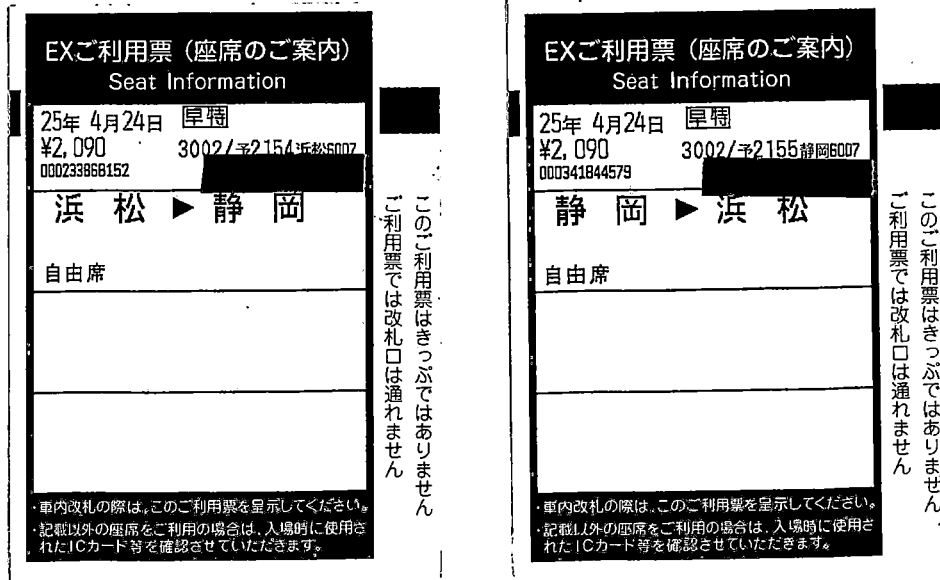 EXご利用票（座席のご案内）
Seat Information
25年 4月24日 早特
¥2,090 3002/予2154浜松6007
000233868152
浜 松 ▶ 静 岡
自由席
・車内改札の際は、このご利用票を呈示してください。
・記載以外の座席をご利用の場合は、入場時に使用さ
れたICカード等を確認させていただきます。
このご利用票はきっぷではありません
ご利用票では改札口は通れません
EXご利用票（座席のご案内）
Seat Information
25年 4月24日 早特
¥2,090 3002/予2155静岡6007
000341844579
静 岡 ▶ 浜 松
自由席
・車内改札の際は、このご利用票を呈示してください。
・記載以外の座席をご利用の場合は、入場時に使用さ
れたICカード等を確認させていただきます。
このご利用票はきっぷではありません
ご利用票では改札口は通れません